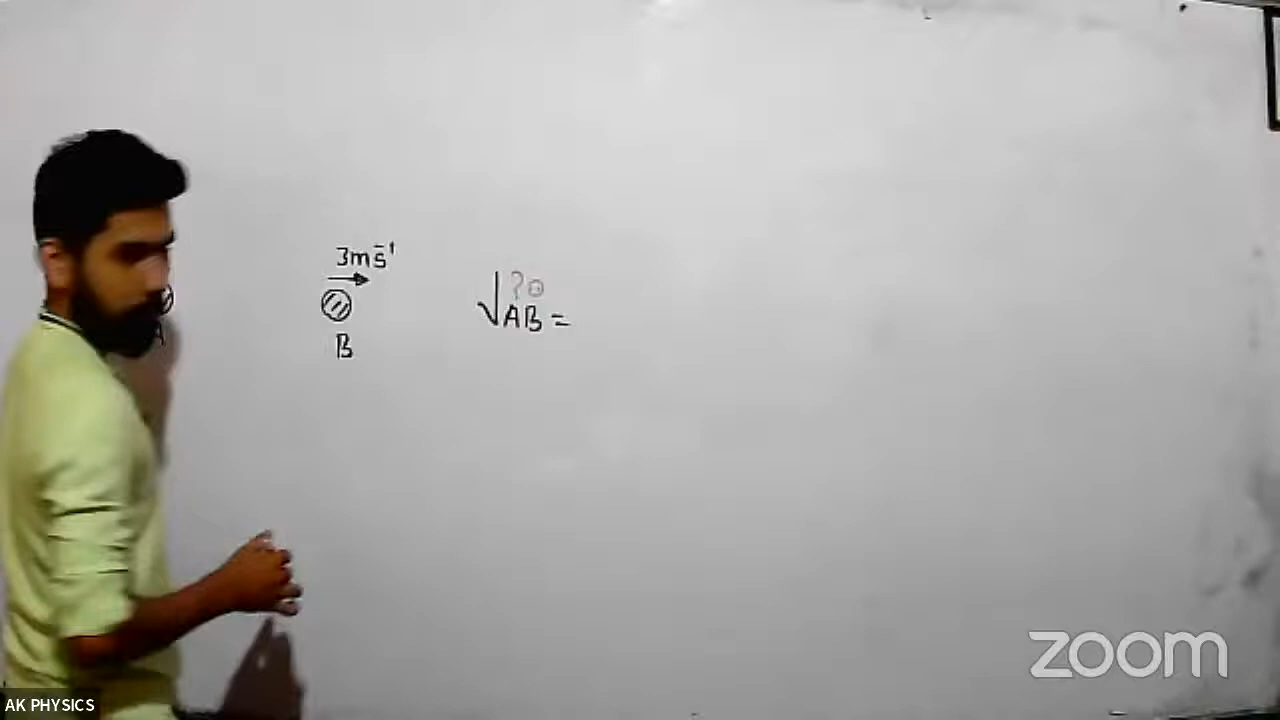 3ms⁻¹
? ☺
V AB =
A
B
zoom
AK PHYSICS